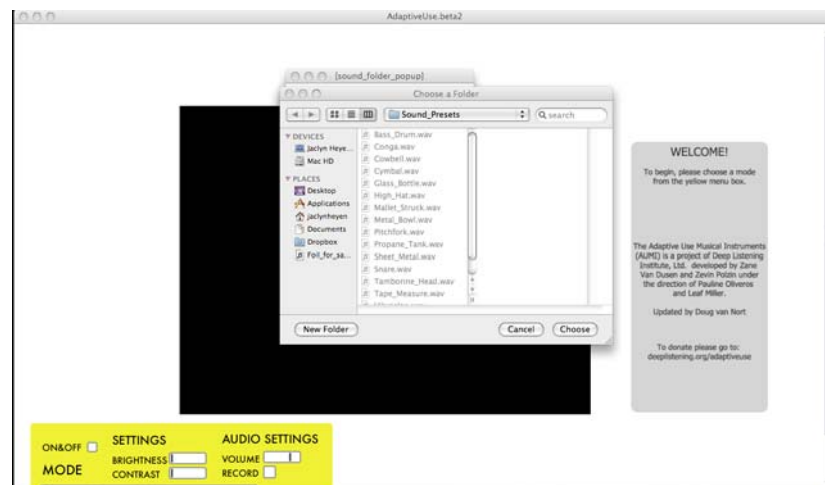 AdaptiveUse.beta2
[sound_folder_popup]
Choose a Folder
Sound_Presets
search
DEVICES
Jaclyn Heye...
Mac HD
PLACES
Desktop
Applications
jaclynheyen
Documents
Dropbox
Foil_for_sa...
Bass_Drum.wav
Conga.wav
Cowbell.wav
Cymbal.wav
Glass_Bottle.wav
High_Hat.wav
Mallet_Struck.wav
Metal_Bowl.wav
Pitchfork.wav
Propane_Tank.wav
Sheet_Metal.wav
Snare.wav
Tamborine_Head.wav
Tape_Measure.wav
New Folder
Cancel
Choose
WELCOME!
To begin, please choose a mode
from the yellow menu box.
The Adaptive Use Musical Instruments
(AUMI) is a project of Deep Listening
Institute, Ltd. developed by Zane
Van Dusen and Zevin Polzin under
the direction of Pauline Oliveros
and Leaf Miller.
Updated by Doug van Nort
To donate please go to:
deeplistening.org/adaptiveuse
ON&OFF
MODE
SETTINGS
BRIGHTNESS
CONTRAST
AUDIO SETTINGS
VOLUME
RECORD